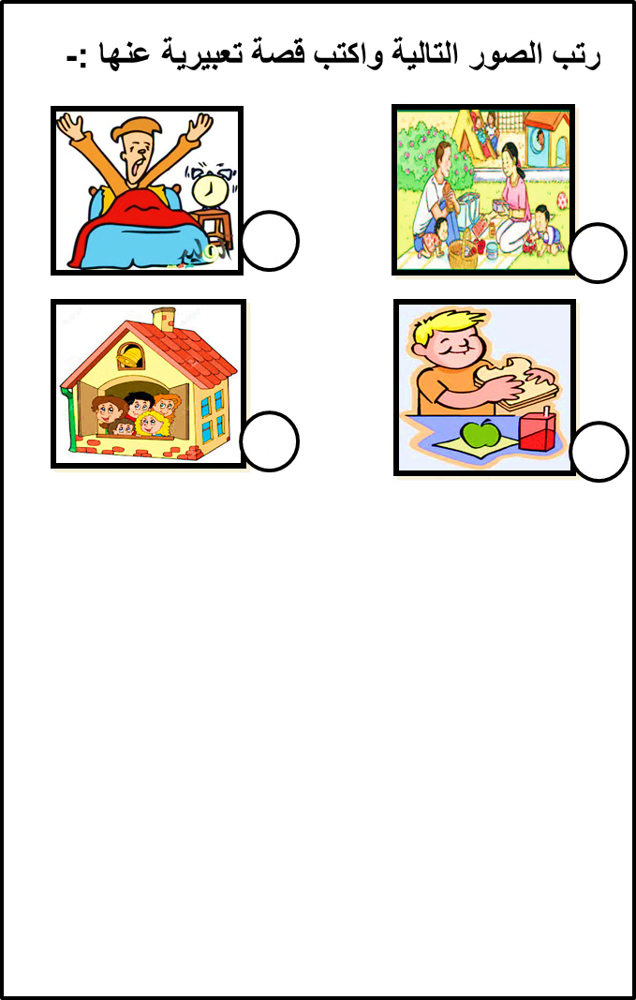 رتب الصور التالية واكتب قصة تعبيرية عنها :-